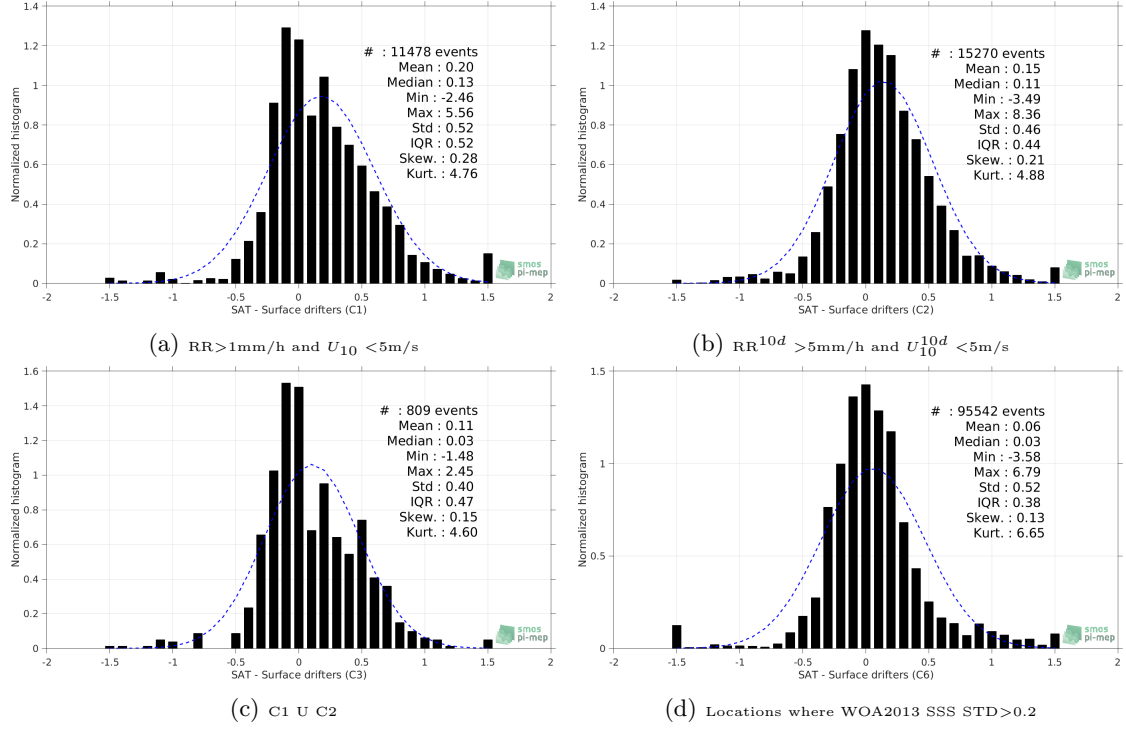 1.4
1.2
1
0.8
0.6
0.4
0.2
0
Normalized histogram
# : 11478 events
Mean : 0.20
Median : 0.13
Min : -2.46
Max : 5.56
Std : 0.52
IQR : 0.52
Skew. : 0.28
Kurt. : 4.76
smos
pi-mep
-2 -1.5 -1 -0.5 0 0.5 1 1.5 2
SAT - Surface drifters (C1)
(a) RR>1mm/h and U10 <5m/s
1.4
1.2
1
0.8
0.6
0.4
0.2
0
Normalized histogram
# : 15270 events
Mean : 0.15
Median : 0.11
Min : -3.49
Max : 8.36
Std : 0.46
IQR : 0.44
Skew. : 0.21
Kurt. : 4.88
smos
pi-mep
-2 -1.5 -1 -0.5 0 0.5 1 1.5 2
SAT - Surface drifters (C2)
(b) RR10d >5mm/h and U10d10 <5m/s
1.6
1.4
1.2
1
0.8
0.6
0.4
0.2
0
Normalized histogram
# : 809 events
Mean : 0.11
Median : 0.03
Min : -1.48
Max : 2.45
Std : 0.40
IQR : 0.47
Skew. : 0.15
Kurt. : 4.60
smos
pi-mep
-2 -1.5 -1 -0.5 0 0.5 1 1.5 2
SAT - Surface drifters (C3)
(c) C1 U C2
1.5
1
0.5
0
Normalized histogram
# : 95542 events
Mean : 0.06
Median : 0.03
Min : -3.58
Max : 6.79
Std : 0.52
IQR : 0.38
Skew. : 0.13
Kurt. : 6.65
smos
pi-mep
-2 -1.5 -1 -0.5 0 0.5 1 1.5 2
SAT - Surface drifters (C6)
(d) Locations where WOA2013 SSS STD>0.2